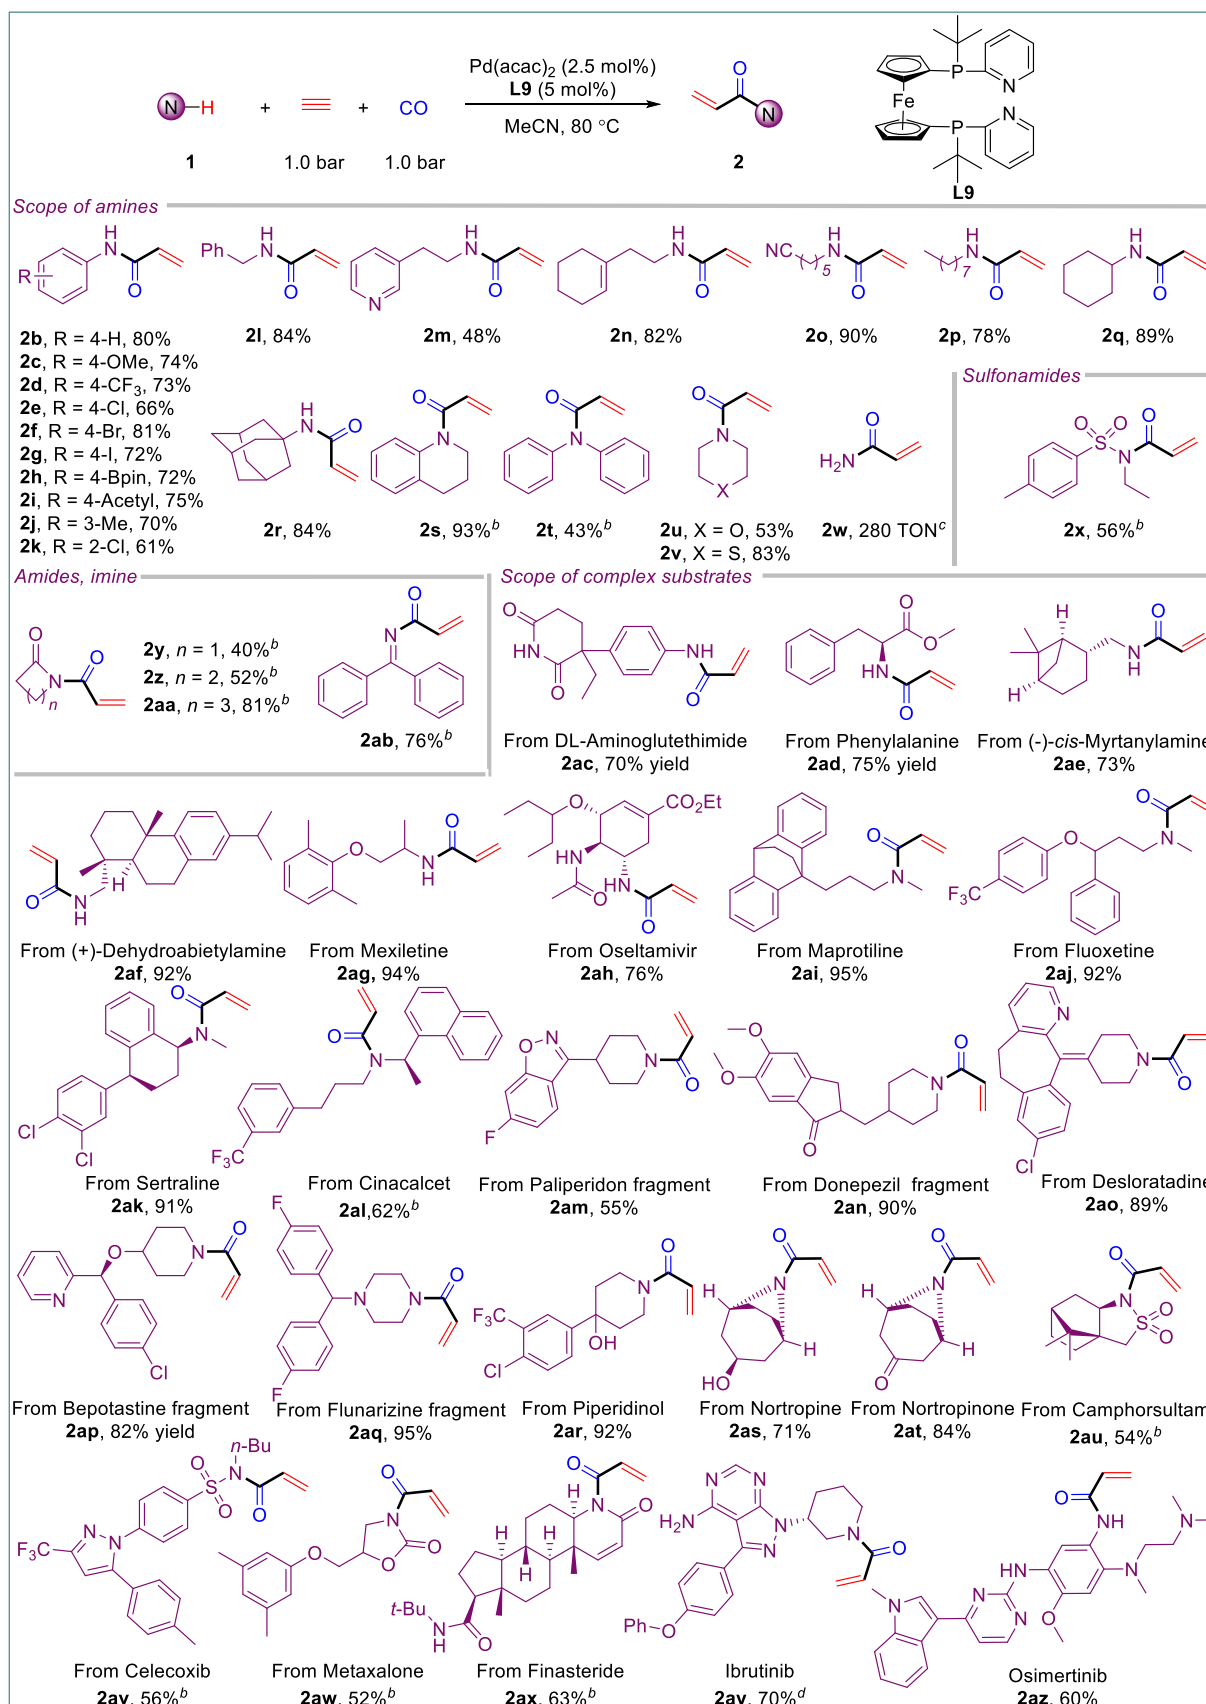 Pd(acac)2 (2.5 mol%)
L9 (5 mol%)
MeCN, 80 °C
N—H + + CO
1 1.0 bar 1.0 bar 2
O
N
Fe
P
N
N
P
L9
Scope of amines
2b, R = 4-H, 80%
2c, R = 4-OMe, 74%
2d, R = 4-CF3, 73%
2e, R = 4-Cl, 66%
2f, R = 4-Br, 81%
2g, R = 4-I, 72%
2h, R = 4-Bpin, 72%
2i, R = 4-Acetyl, 75%
2j, R = 3-Me, 70%
2k, R = 2-Cl, 61%
2l, 84%
2m, 48%
2n, 82%
2o, 90%
2p, 78%
2q, 89%
2r, 84%
2s, 93%b
2t, 43%b
2u, X = O, 53%
2v, X = S, 83%
2w, 280 TONc
Sulfonamides
2x, 56%b
Amides, imine
2y, n = 1, 40%b
2z, n = 2, 52%b
2aa, n = 3, 81%b
2ab, 76%b
Scope of complex substrates
From DL-Aminoglutethimide
2ac, 70% yield
From Phenylalanine
2ad, 75% yield
From (-)-cis-Myrtanylamine
2ae, 73%
From (+)-Dehydroabietylamine
2af, 92%
From Mexiletine
2ag, 94%
From Oseltamivir
2ah, 76%
From Maprotiline
2ai, 95%
From Fluoxetine
2aj, 92%
From Sertraline
2ak, 91%
From Cinacalcet
2al,62%b
From Paliperidon fragment
2am, 55%
From Donepezil fragment
2an, 90%
From Desloratadine
2ao, 89%
From Bepotastine fragment
2ap, 82% yield
From Flunarizine fragment
2aq, 95%
From Piperidinol
2ar, 92%
From Nortropine
2as, 71%
From Nortropinone
2at, 84%
From Camphorsultam
2au, 54%b
From Celecoxib
2av, 56%b
From Metaxalone
2aw, 52%b
From Finasteride
2ax, 63%b
Ibrutinib
2ay, 70%d
Osimertinib
2az, 60%